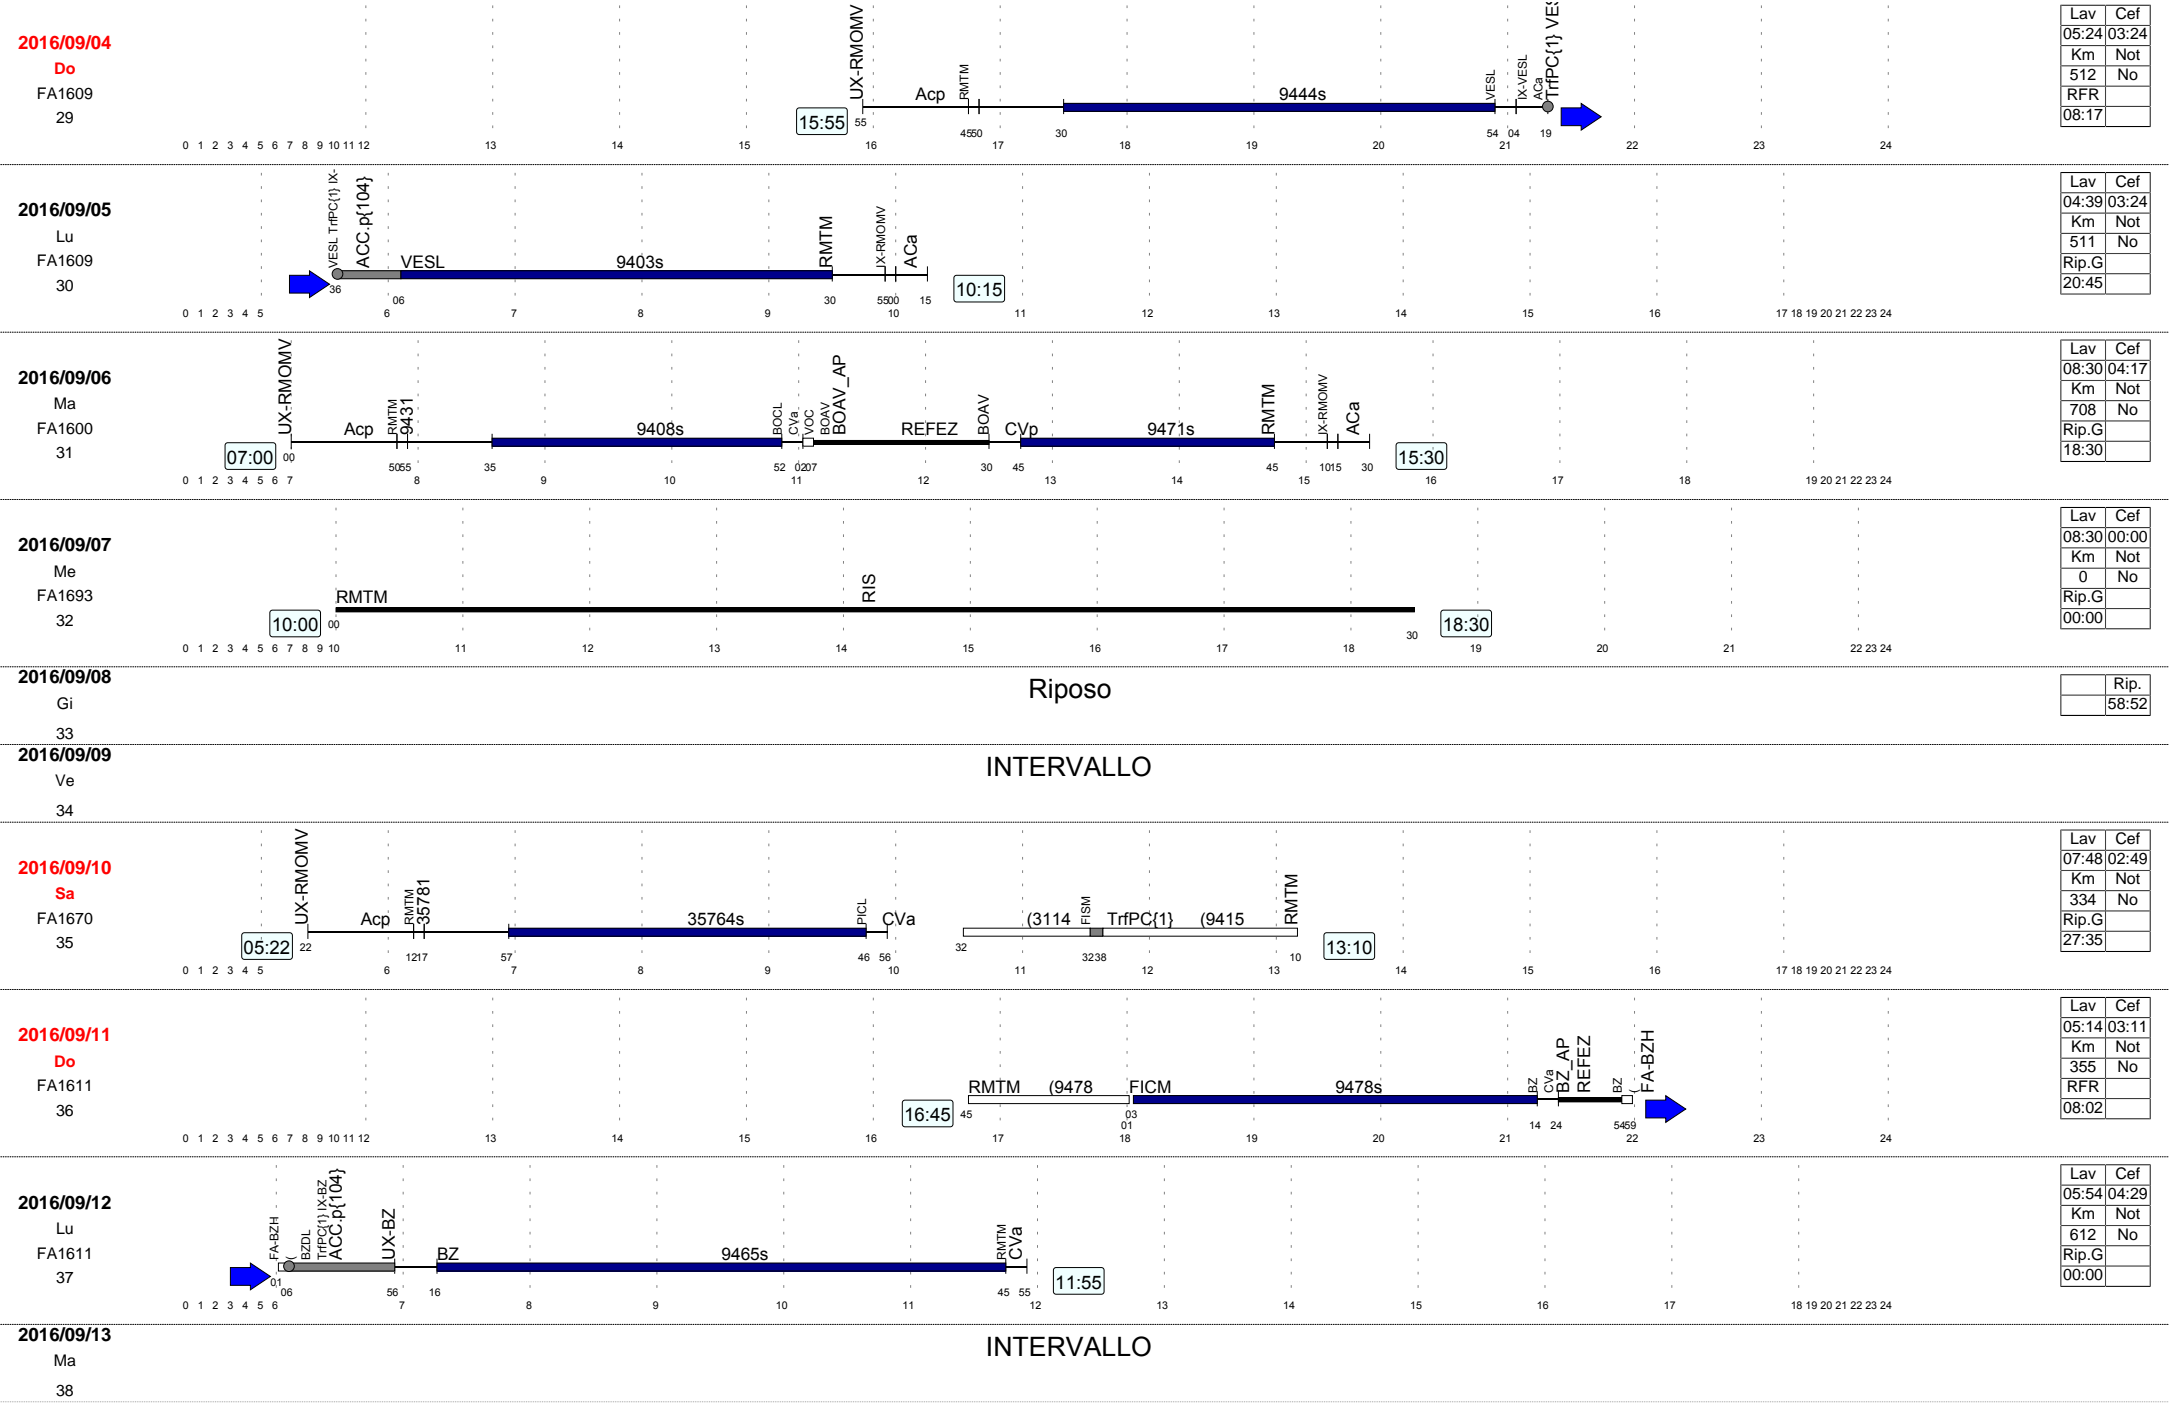 2016/09/04
Do
FA1609
29
15:55
UX-RMOMV
Acp
RMTM
9444s
VESL
IX-VESL
ACa
TrfPC{1} VES
55 45 50 30 54 04 19
0 1 2 3 4 5 6 7 8 9 10 11 12 13 14 15 16 17 18 19 20 21 22 23 24
Lav Cef
05:24 03:24
Km Not
512 No
RFR
08:17
2016/09/05
Lu
FA1609
30
VESL TrfPC{1} IX-
ACC.p{104}
VESL
9403s
RMTM
IX-RMOMV
ACa
10:15
36 06 30 55 00 15
0 1 2 3 4 5 6 7 8 9 10 11 12 13 14 15 16 17 18 19 20 21 22 23 24
Lav Cef
04:39 03:24
Km Not
511 No
Rip.G
20:45
2016/09/06
Ma
FA1600
31
07:00
UX-RMOMV
Acp
RMTM
9431
9408s
BOCL
CVa
VOC
BOAV
BOAV_AP
REFEZ
BOAV
CVp
9471s
RMTM
IX-RMOMV
ACa
15:30
00 50 55 35 52 02 07 30 45 45 10 15 30
0 1 2 3 4 5 6 7 8 9 10 11 12 13 14 15 16 17 18 19 20 21 22 23 24
Lav Cef
08:30 04:17
Km Not
708 No
Rip.G
18:30
2016/09/07
Me
FA1693
32
10:00
RMTM
RIS
18:30
00 30
0 1 2 3 4 5 6 7 8 9 10 11 12 13 14 15 16 17 18 19 20 21 22 23 24
Lav Cef
08:30 00:00
Km Not
0 No
Rip.G
00:00
2016/09/08
Gi
33
Riposo
Rip.
58:52
2016/09/09
Ve
34
INTERVALLO
2016/09/10
Sa
FA1670
35
05:22
UX-RMOMV
Acp
RMTM
35781
35764s
PICL
CVa
(3114
FISM
TrfPC{1}
(9415
RMTM
13:10
22 12 17 57 46 56 32 32 38 10
0 1 2 3 4 5 6 7 8 9 10 11 12 13 14 15 16 17 18 19 20 21 22 23 24
Lav Cef
07:48 02:49
Km Not
334 No
Rip.G
27:35
2016/09/11
Do
FA1611
36
16:45
RMTM
(9478
FICM
9478s
BZ
CVa
BZ_AP
REFEZ
BZ
(
FA-BZH
45 03 01 14 24 54 59
0 1 2 3 4 5 6 7 8 9 10 11 12 13 14 15 16 17 18 19 20 21 22 23 24
Lav Cef
05:14 03:11
Km Not
355 No
RFR
08:02
2016/09/12
Lu
FA1611
37
FA-BZH
(
BZDL
TrfPC{1} IX-BZ
ACC.p{104}
UX-BZ
BZ
9465s
RMTM
CVa
11:55
01 06 56 16 45 55
0 1 2 3 4 5 6 7 8 9 10 11 12 13 14 15 16 17 18 19 20 21 22 23 24
Lav Cef
05:54 04:29
Km Not
612 No
Rip.G
00:00
2016/09/13
Ma
38
INTERVALLO